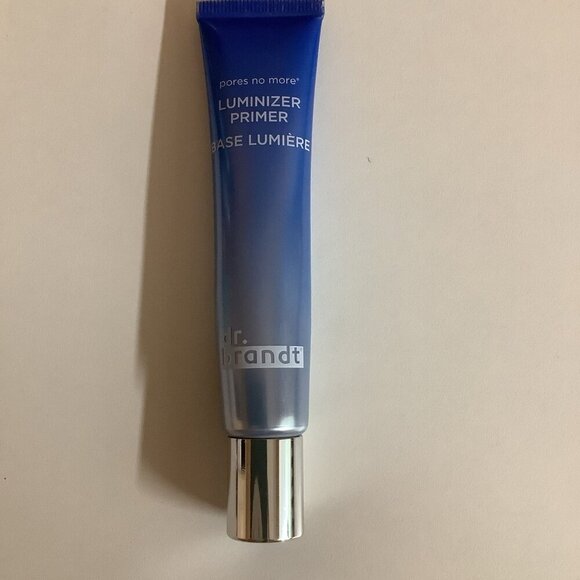 pores no more®
LUMINIZER
PRIMER
BASE LUMIÈRE
dr.
brandt